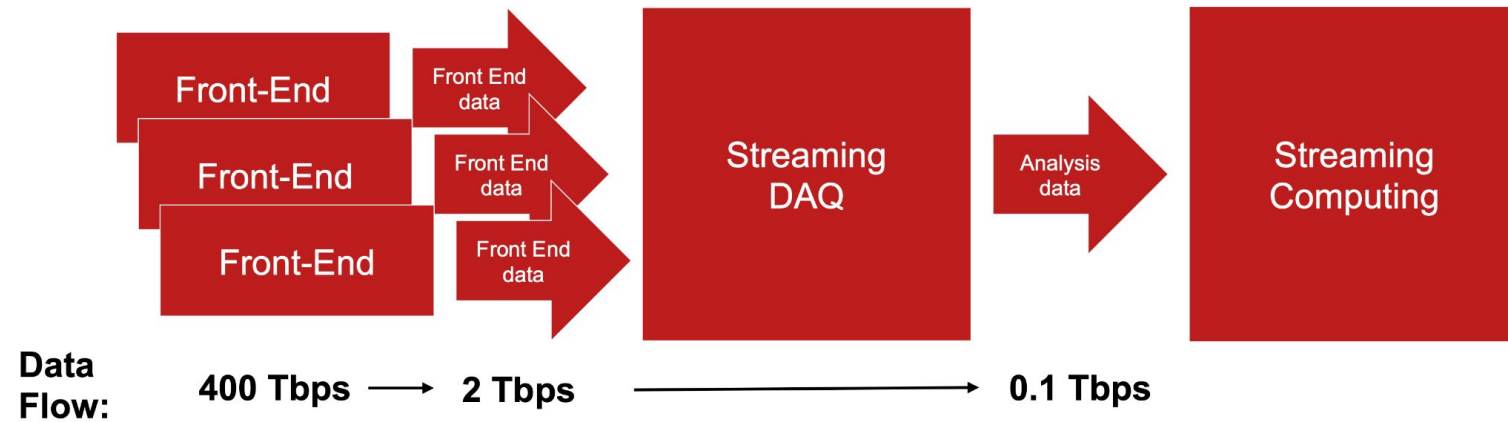 Front-End
Front End
data
Front-End
Front End
data
Front-End
Front End
data
Streaming
DAQ
Analysis
data
Streaming
Computing
Data
Flow:
400 Tbps
2 Tbps
0.1 Tbps